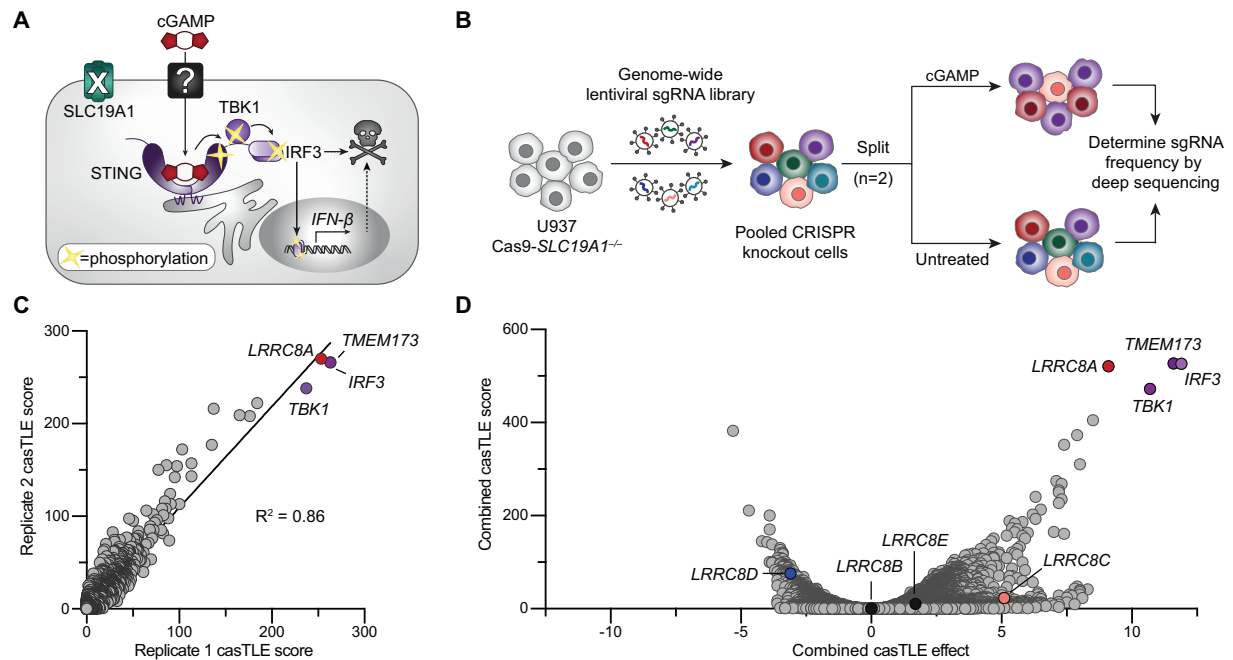 A
cGAMP
X
?
SLC19A1
TBK1
IRF3
STING
IFN-β
=phosphorylation
B
Genome-wide
lentiviral sgRNA library
U937
Cas9-SLC19A1–/–
Pooled CRISPR
knockout cells
Split
(n=2)
cGAMP
Untreated
Determine sgRNA
frequency by
deep sequencing
C
Replicate 2 casTLE score
300
200
100
0
LRRC8A
TMEM173
IRF3
TBK1
R² = 0.86
0
100
200
300
Replicate 1 casTLE score
D
Combined casTLE score
600
400
200
0
LRRC8A
TMEM173
IRF3
TBK1
LRRC8D
LRRC8B
LRRC8E
LRRC8C
-10
-5
0
5
10
Combined casTLE effect